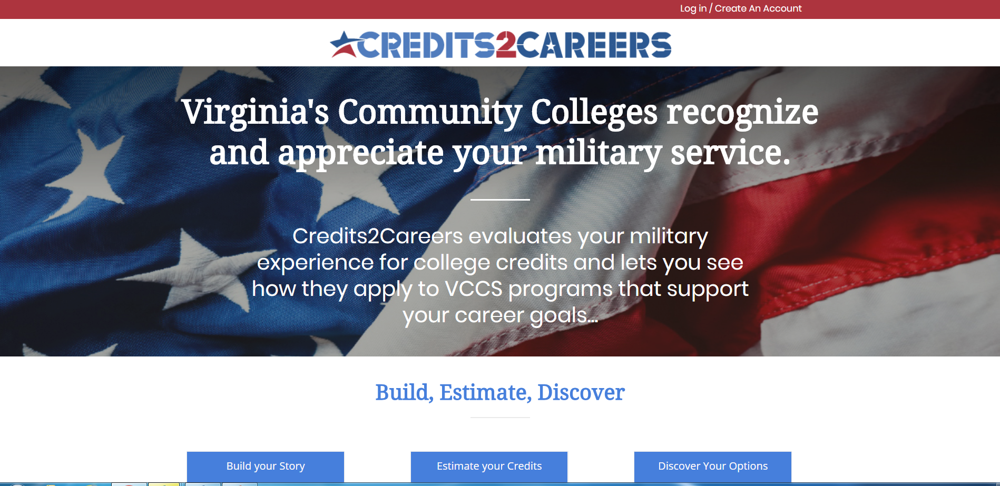 Log in / Create An Account
CREDITS2CAREERS
Virginia's Community Colleges recognize
and appreciate your military service.
Credits2Careers evaluates your military
experience for college credits and lets you see
how they apply to VCCS programs that support
your career goals...
Build, Estimate, Discover
Build your Story
Estimate your Credits
Discover Your Options